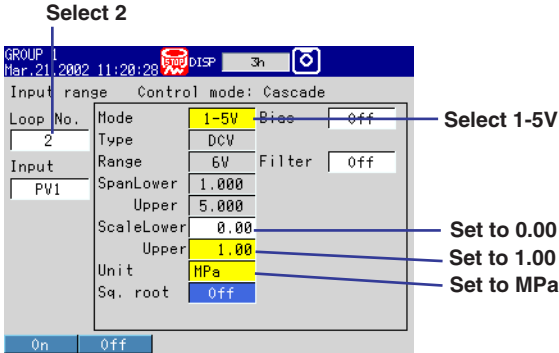 Select 2
GROUP 1
Mar.21.2002 11:20:28 STOP DISP 3h
Input range Control mode: Cascade
Loop No. Mode 1-5V Bias Off Select 1-5V
2 Type DCV
Input Range 6V Filter Off
PV1 SpanLower 1.000
Upper 5.000
ScaleLower 0.00 Set to 0.00
Upper 1.00 Set to 1.00
Unit MPa Set to MPa
Sq. root Off
On Off